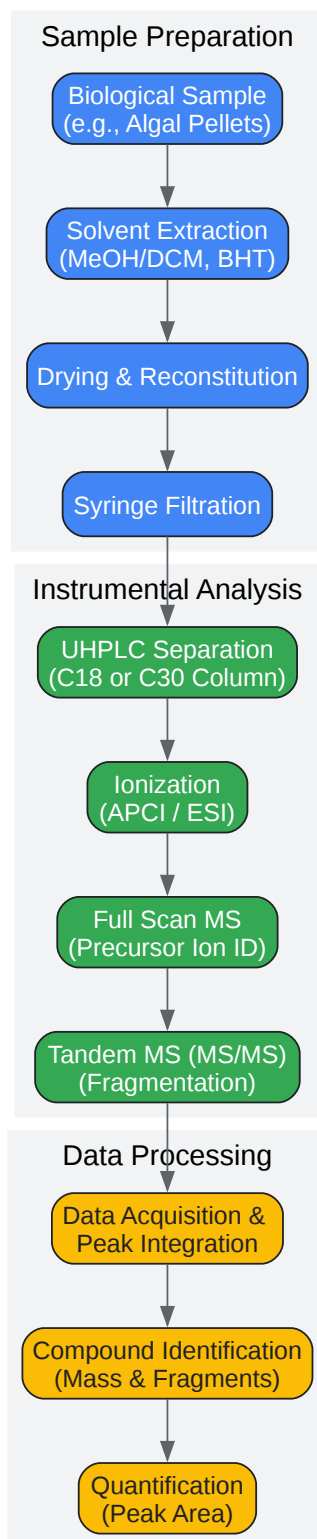 Sample Preparation
Biological Sample
(e.g., Algal Pellets)
Solvent Extraction
(MeOH/DCM, BHT)
Drying & Reconstitution
Syringe Filtration
Instrumental Analysis
UHPLC Separation
(C18 or C30 Column)
Ionization
(APCI / ESI)
Full Scan MS
(Precursor Ion ID)
Tandem MS (MS/MS)
(Fragmentation)
Data Processing
Data Acquisition &
Peak Integration
Compound Identification
(Mass & Fragments)
Quantification
(Peak Area)